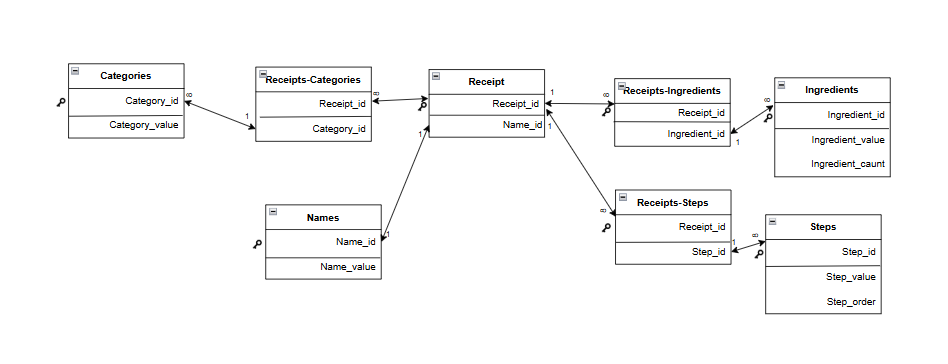 Categories
Category_id
Category_value
Receipts-Categories
Receipt_id
Category_id
Receipt
Receipt_id
Name_id
Names
Name_id
Name_value
Receipts-Ingredients
Receipt_id
Ingredient_id
Ingredients
Ingredient_id
Ingredient_value
Ingredient_caunt
Receipts-Steps
Receipt_id
Step_id
Steps
Step_id
Step_value
Step_order
∞
1
∞
1
1
1
∞
1
∞
1
∞
1
∞